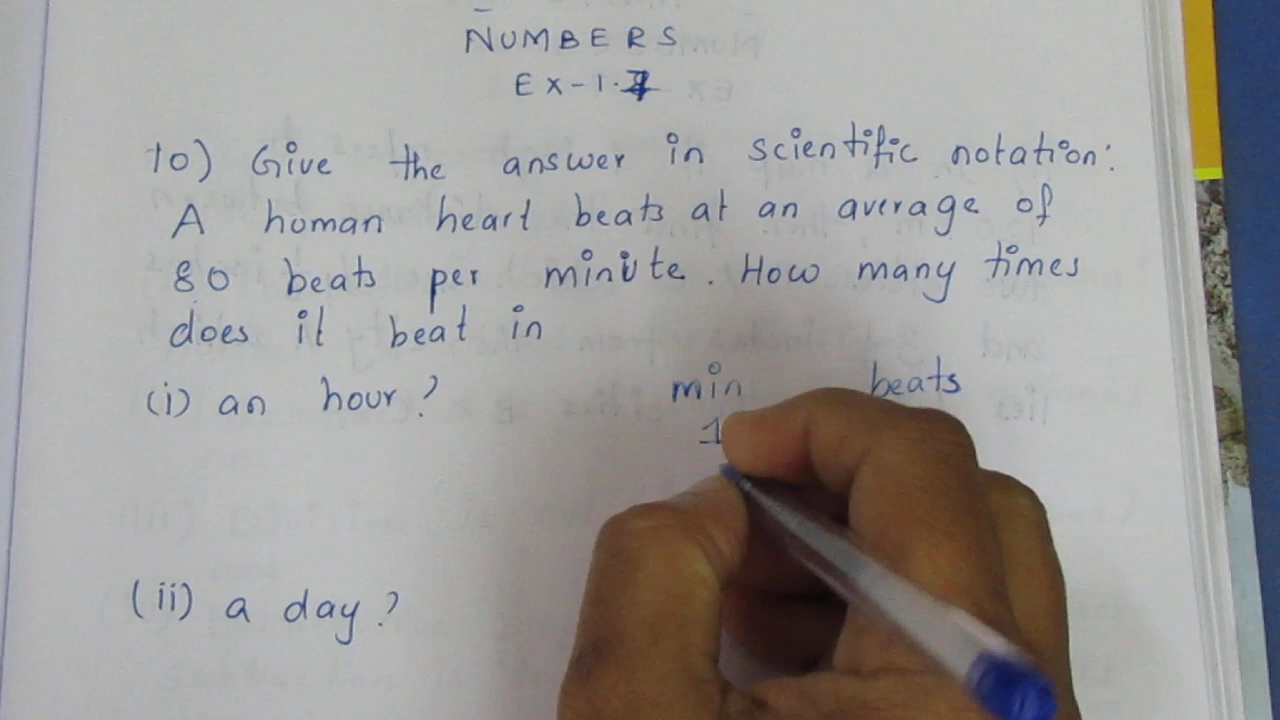 NUMBERS
EX-1.7
10) Give the answer in scientific notation:
A human heart beats at an average of
80 beats per minute. How many times
does it beat in
(i) an hour? min beats
1
(ii) a day?